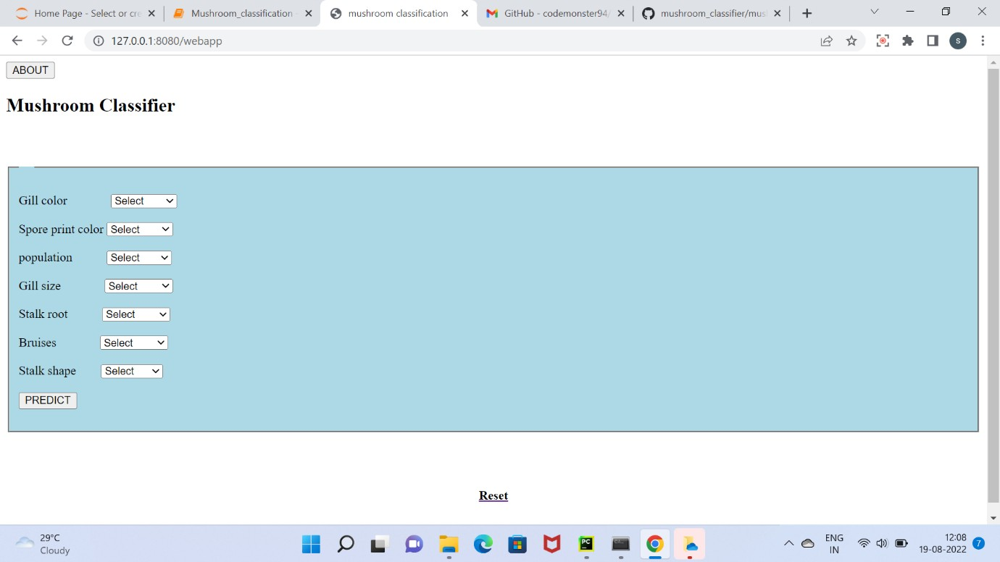 Home Page - Select or cre
Mushroom_classification
mushroom classification
GitHub - codemonster94/
mushroom_classifier/mus
127.0.0.1:8080/webapp
s
ABOUT
Mushroom Classifier
Gill color Select
Spore print color Select
population Select
Gill size Select
Stalk root Select
Bruises Select
Stalk shape Select
PREDICT
Reset
29°C
Cloudy
PC
ENG
IN
12:08
19-08-2022
7